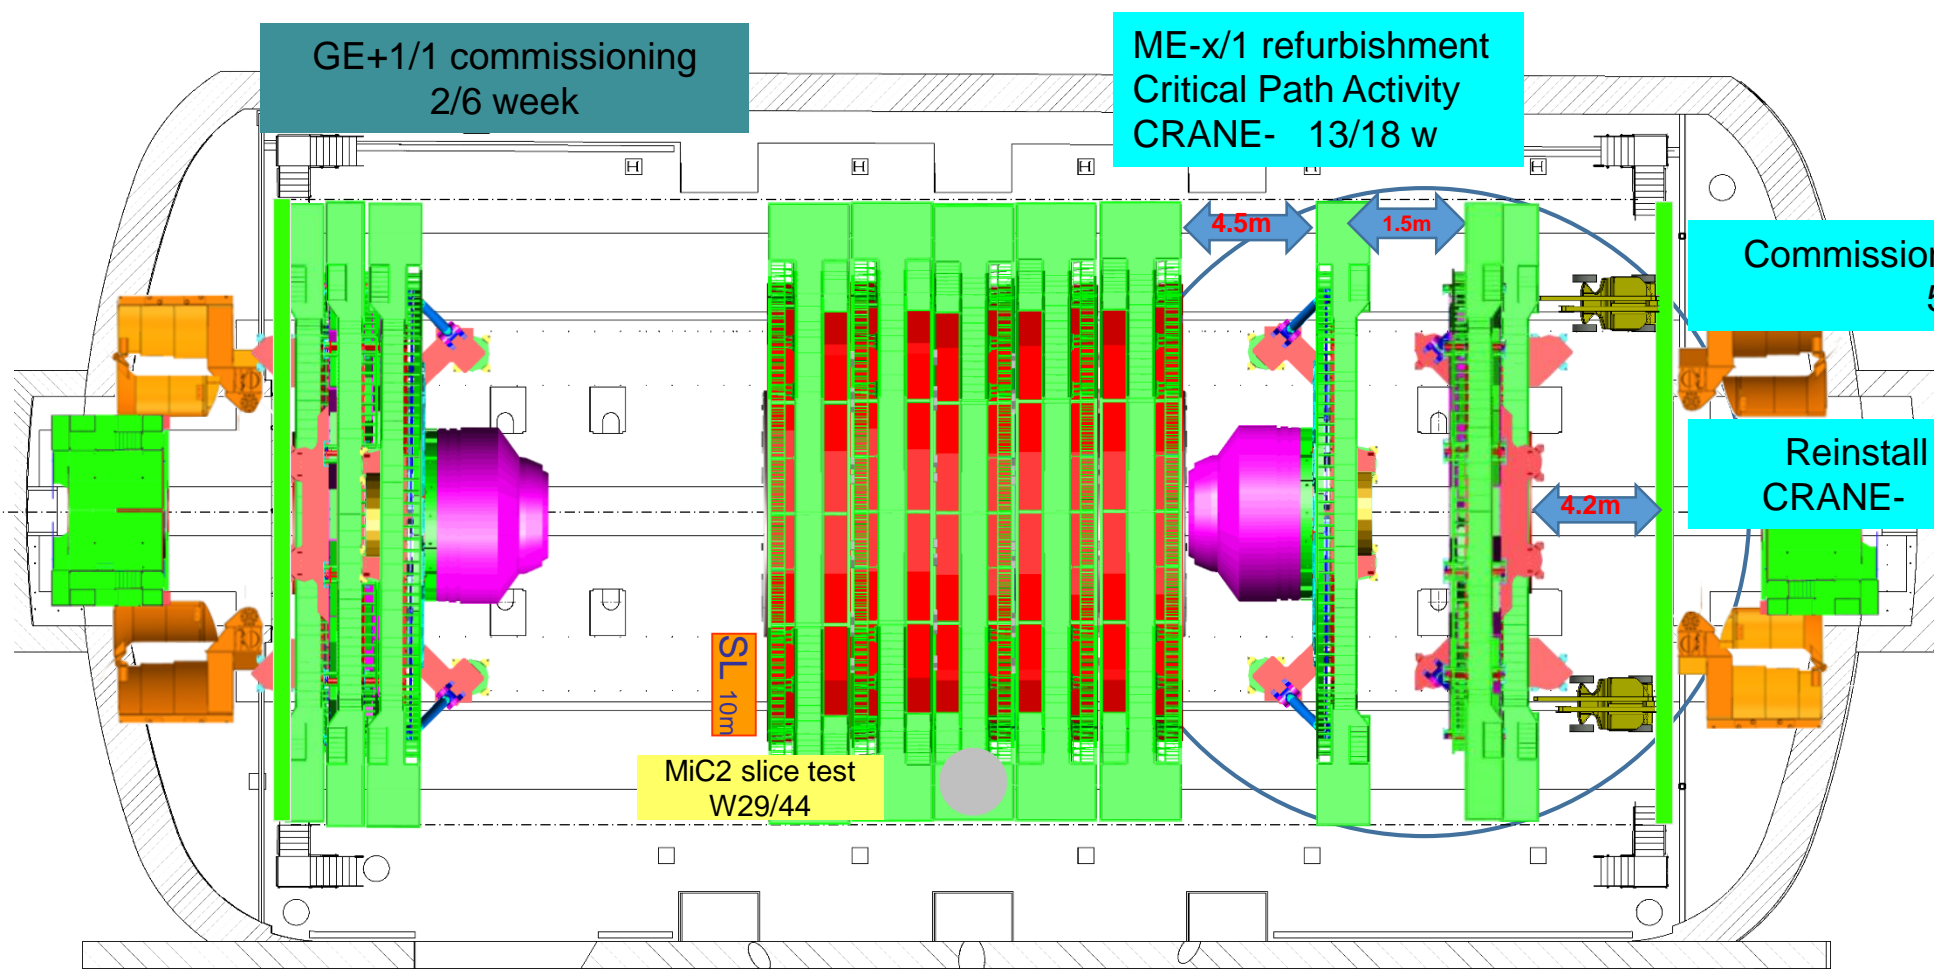 GE+1/1 commissioning
2/6 week
ME-x/1 refurbishment
Critical Path Activity
CRANE- 13/18 w
H
H
H
H
H
4.5m
1.5m
Commission
5
Reinstall
CRANE-
4.2m
SL 10m
MiC2 slice test
W29/44